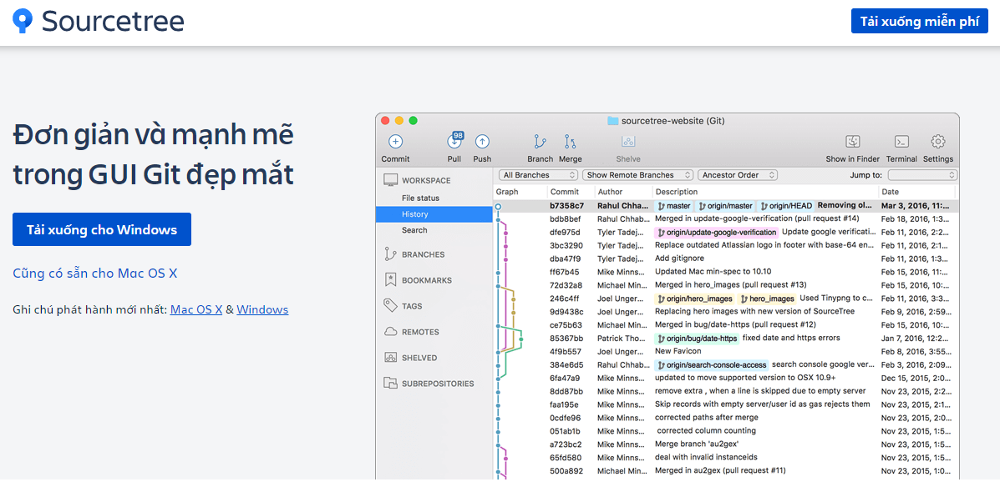 Sourcetree
Tải xuống miễn phí
Đơn giản và mạnh mẽ
trong GUI Git đẹp mắt
Tải xuống cho Windows
Cũng có sẵn cho Mac OS X
Ghi chú phát hành mới nhất: Mac OS X & Windows
sourcetree-website (Git)
98
Commit Pull Push Branch Merge Shelve Show in Finder Terminal Settings
WORKSPACE
File status
History
Search
BRANCHES
BOOKMARKS
TAGS
REMOTES
SHELVED
SUBREPOSITORIES
All Branches Show Remote Branches Ancestor Order Jump to:
Graph Commit Author Description Date
b7358c7 Rahul Chha... master origin/master origin/HEAD Removing ol... Mar 3, 2016, 11:...
bdb8bef Rahul Chhab... Merged in update-google-verification (pull request #14) Feb 18, 2016, 1:3...
dfe975d Tyler Tadej... origin/update-google-verification Update google verificati... Feb 11, 2016, 2:2...
3bc3290 Tyler Tadej... Replace outdated Atlassian logo in footer with base-64 en... Feb 11, 2016, 2:1...
dba47f9 Tyler Tadej... Add gitignore Feb 11, 2016, 1:3...
ff67b45 Mike Minns... Updated Mac min-spec to 10.10 Feb 15, 2016, 11:...
72d32a8 Michael Min... Merged in hero_images (pull request #13) Feb 15, 2016, 10:...
246c4ff Joel Unger... origin/hero_images hero_images Used Tinypng to c... Feb 11, 2016, 3:3...
9d9438c Joel Unger... Replacing hero images with new version of SourceTree Feb 9, 2016, 2:59...
ce75b63 Michael Min... Merged in bug/date-https (pull request #12) Feb 15, 2016, 10:...
85367bb Patrick Tho... origin/bug/date-https fixed date and https errors Jan 7, 2016, 12:2...
4f9b557 Joel Unger... New Favicon Feb 8, 2016, 3:55...
384e6d5 Rahul Chhab... origin/search-console-access search console google ver... Feb 3, 2016, 2:09...
6fa47a9 Mike Minns... updated to move supported version to OSX 10.9+ Dec 15, 2015, 2:0...
8dd87bb Mike Minns... remove extra , when a line is skipped due to empty server Nov 23, 2015, 2:2...
faa195e Mike Minns... Skip records with empty server/user id as gas rejects them Nov 23, 2015, 2:1...
0cdfe96 Mike Minns... corrected paths after merge Nov 23, 2015, 2:0...
051ab1b Mike Minns... corrected column counting Nov 23, 2015, 1:5...
a723bc2 Mike Minns... Merge branch 'au2gex' Nov 23, 2015, 1:5...
65fd580 Mike Minns... deal with invalid instanceids Nov 23, 2015, 1:5...
500a892 Michael Min... Merged in au2gex (pull request #11) Nov 23, 2015, 1:0...